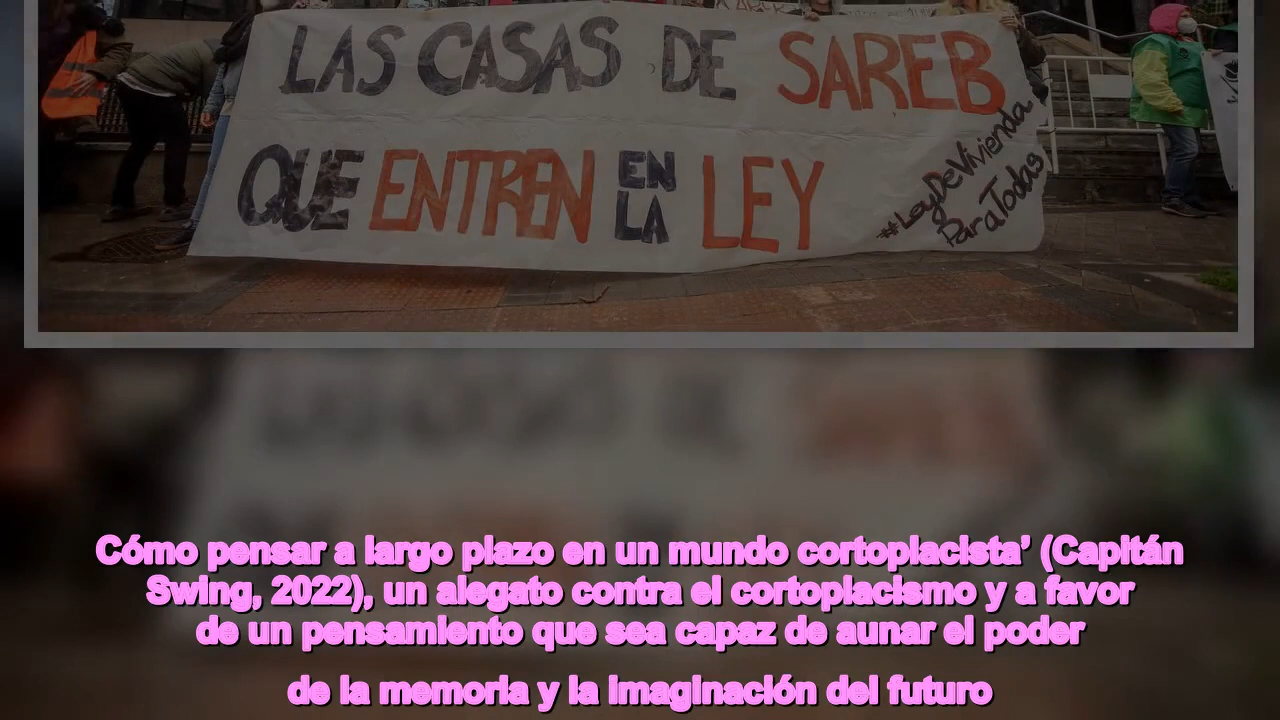 LAS CASAS DE SAREB
QUE ENTREN EN LA LEY
#LeyDeVivienda
ParaTodas
Cómo pensar a largo plazo en un mundo cortoplacista' (Capitán
Swing, 2022), un alegato contra el cortoplacismo y a favor
de un pensamiento que sea capaz de aunar el poder
de la memoria y la imaginación del futuro